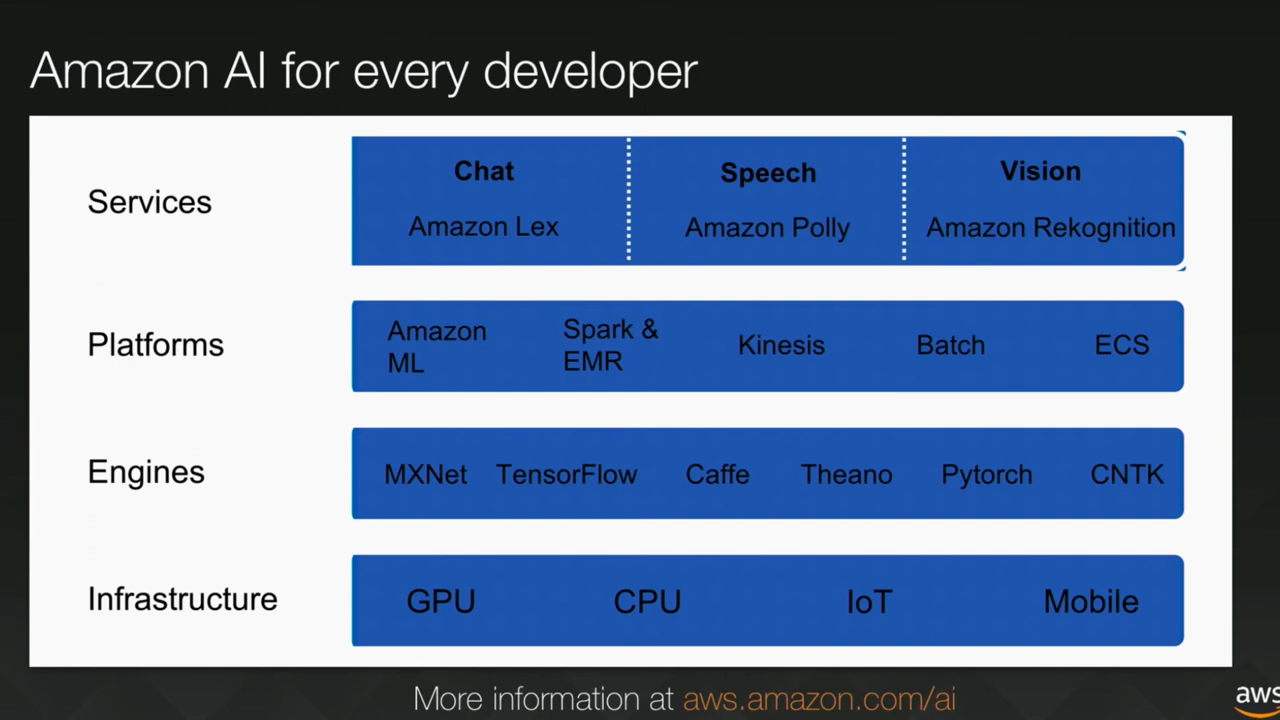 Amazon AI for every developer
Services
Chat
Speech
Vision
Amazon Lex
Amazon Polly
Amazon Rekognition
Platforms
Amazon
ML
Spark &
EMR
Kinesis
Batch
ECS
Engines
MXNet
TensorFlow
Caffe
Theano
Pytorch
CNTK
Infrastructure
GPU
CPU
IoT
Mobile
More information at aws.amazon.com/ai
aws